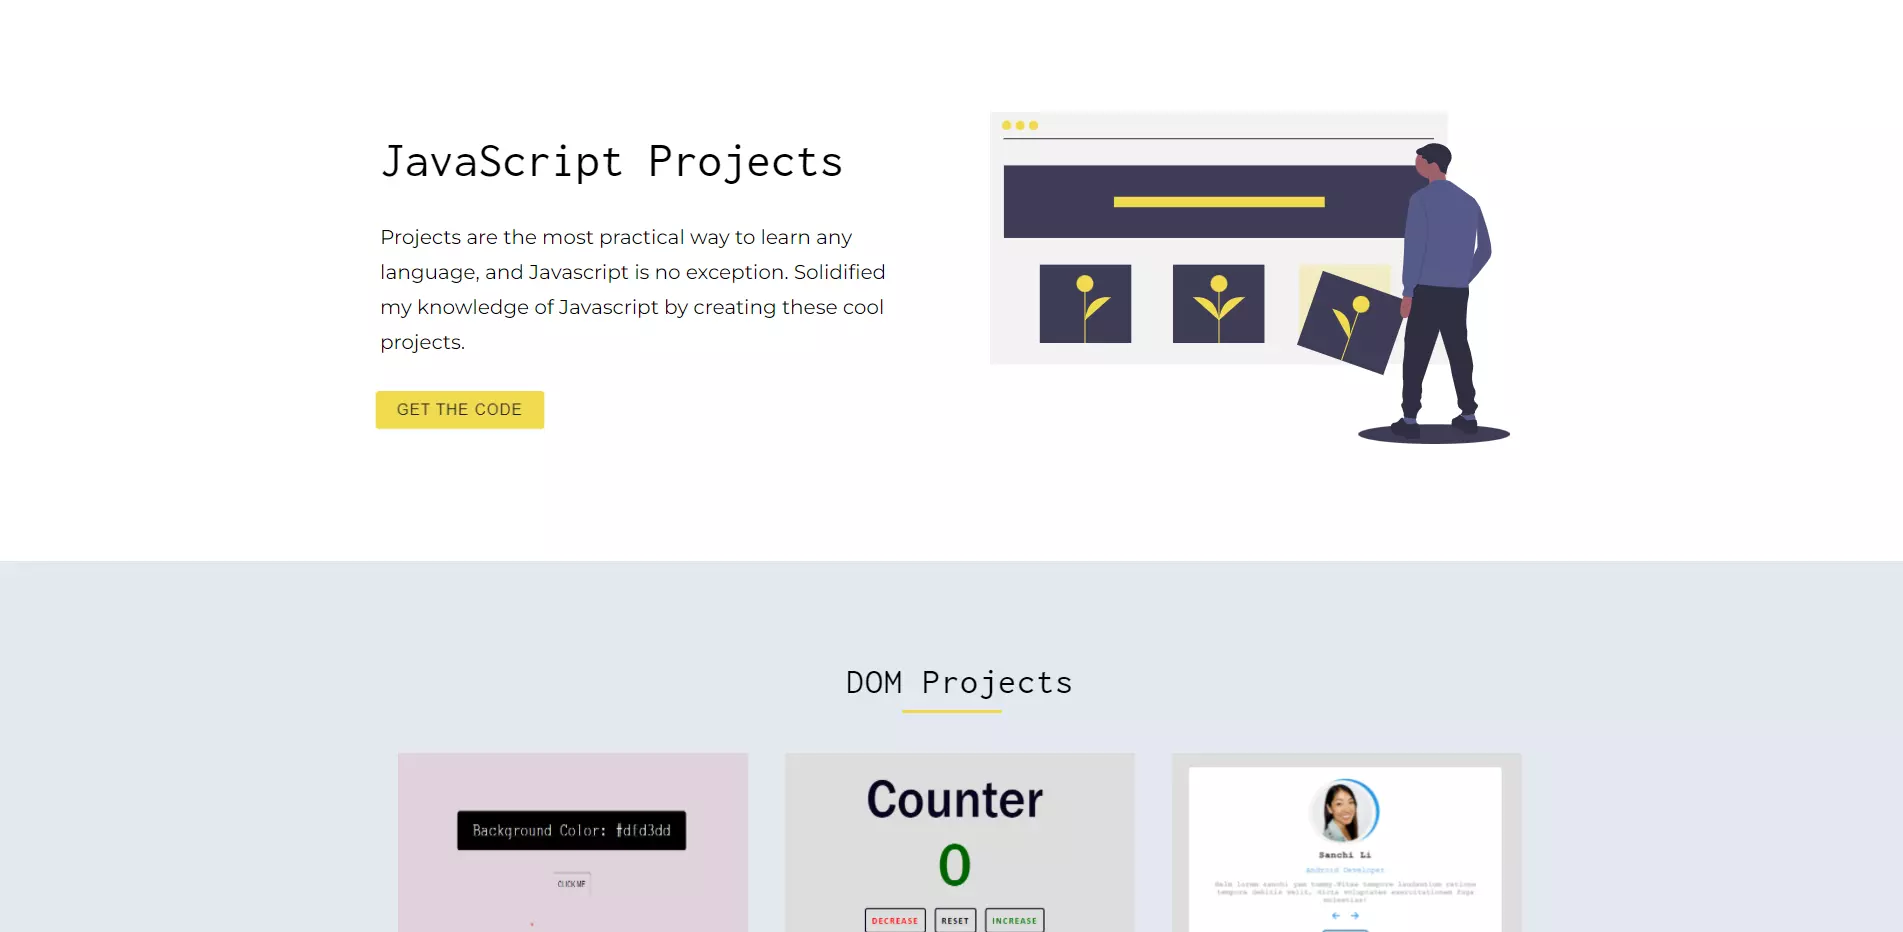 JavaScript Projects
Projects are the most practical way to learn any
language, and Javascript is no exception. Solidified
my knowledge of Javascript by creating these cool
projects.
GET THE CODE
DOM Projects
Background Color: #dfd3dd
CLICK ME
Counter
0
DECREASE RESET INCREASE
Sanchi Li
Android Developer